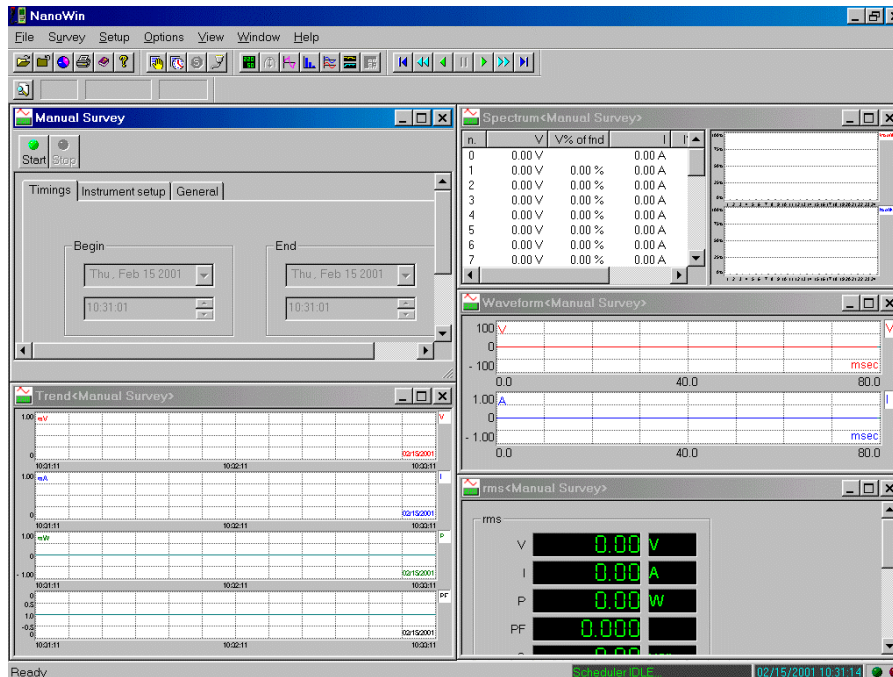 NanoWin
File Survey Setup Options View Window Help
Manual Survey
Start Stop
Timings Instrument setup General
Begin
Thu, Feb 15 2001
10:31:01
End
Thu, Feb 15 2001
10:31:01
Spectrum<Manual Survey>
n. V V% of fnd I
0 0.00 V 0.00 A
1 0.00 V 0.00 % 0.00 A
2 0.00 V 0.00 % 0.00 A
3 0.00 V 0.00 % 0.00 A
4 0.00 V 0.00 % 0.00 A
5 0.00 V 0.00 % 0.00 A
6 0.00 V 0.00 % 0.00 A
7 0.00 V 0.00 % 0.00 A
Waveform<Manual Survey>
100 V V
0
- 100 msec
0.0 40.0 80.0
1.00 A I
0
- 1.00 msec
0.0 40.0 80.0
Trend<Manual Survey>
1.00 mV V
0 02/15/2001
10:31:11 10:32:11 10:33:11
1.00 mA I
0 02/15/2001
10:31:11 10:32:11 10:33:11
1.00 mW P
0
- 1.00 02/15/2001
10:31:11 10:32:11 10:33:11
0 PF
0.5
1.0
-0.5
0 02/15/2001
10:31:11 10:32:11 10:33:11
rms<Manual Survey>
rms
V 0.00 V
I 0.00 A
P 0.00 W
PF 0.000
Ready
Scheduler IDLE...
02/15/2001 10:31:14